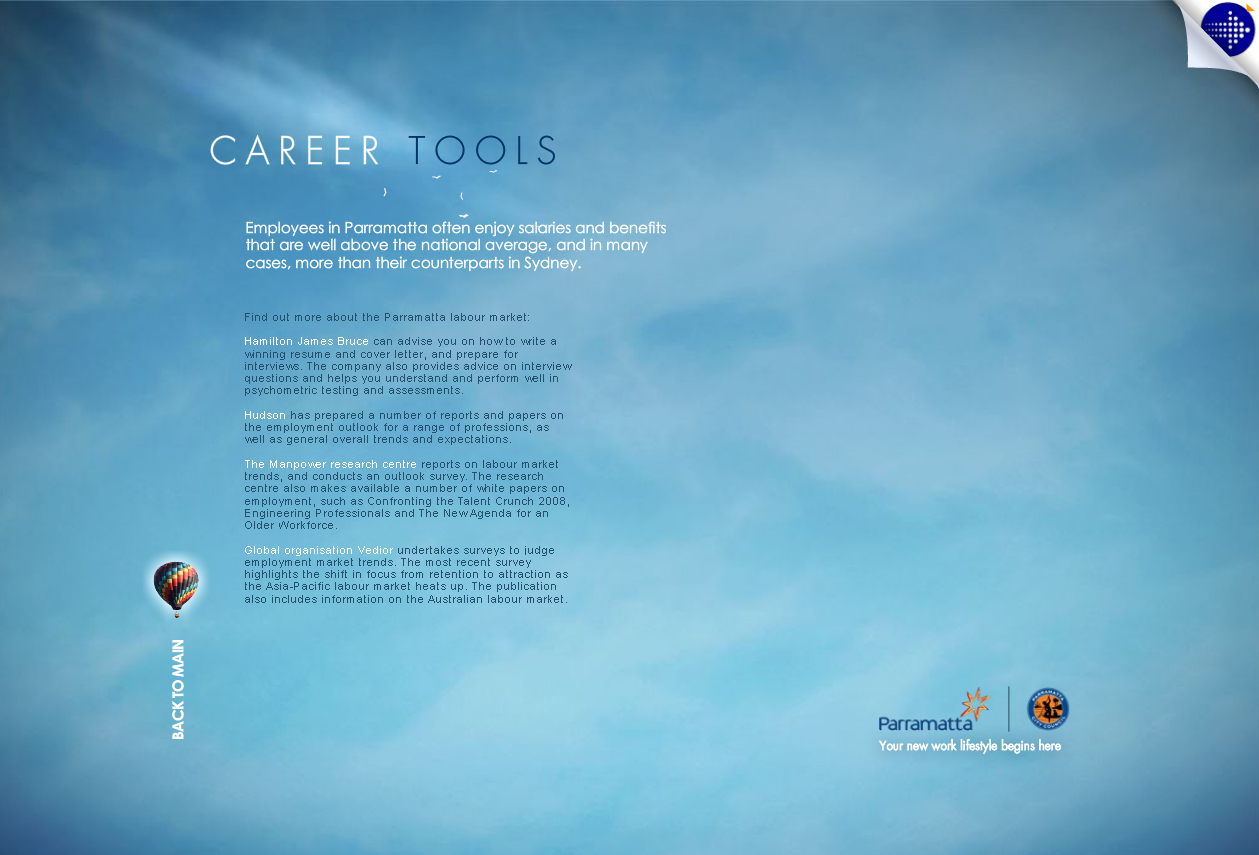 CAREER TOOLS
Employees in Parramatta often enjoy salaries and benefits
that are well above the national average, and in many
cases, more than their counterparts in Sydney.
Find out more about the Parramatta labour market:
Hamilton James Bruce can advise you on how to write a
winning resume and cover letter, and prepare for
interviews. The company also provides advice on interview
questions and helps you understand and perform well in
psychometric testing and assessments.
Hudson has prepared a number of reports and papers on
the employment outlook for a range of professions, as
well as general overall trends and expectations.
The Manpower research centre reports on labour market
trends, and conducts an outlook survey. The research
centre also makes available a number of white papers on
employment, such as Confronting the Talent Crunch 2008,
Engineering Professionals and The New Agenda for an
Older Workforce.
Global organisation Vedior undertakes surveys to judge
employment market trends. The most recent survey
highlights the shift in focus from retention to attraction as
the Asia-Pacific labour market heats up. The publication
also includes information on the Australian labour market.
BACK TO MAIN
Parramatta
PARRAMATTA
CITY COUNCIL
Your new work lifestyle begins here